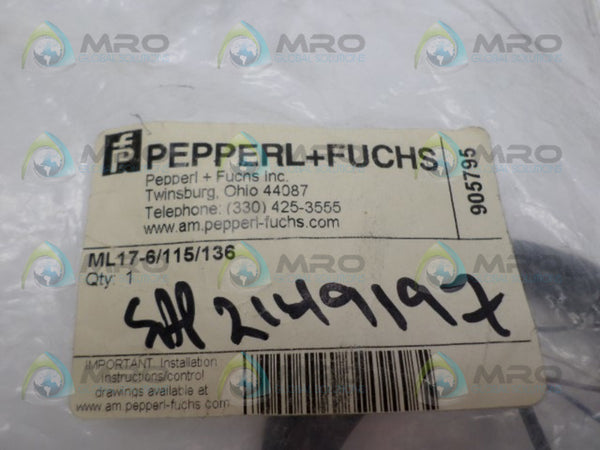 PEPPERL+FUCHS
Pepperl + Fuchs Inc.
Twinsburg, Ohio 44087
Telephone: (330) 425-3555
www.am.pepperl-fuchs.com
905795
ML17-6/115/136
Qty: 1
2149197
IMPORTANT: Installation
instructions/control
drawings available at
www.am.pepperl-fuchs.com
MRO
GLOBAL SOLUTIONS